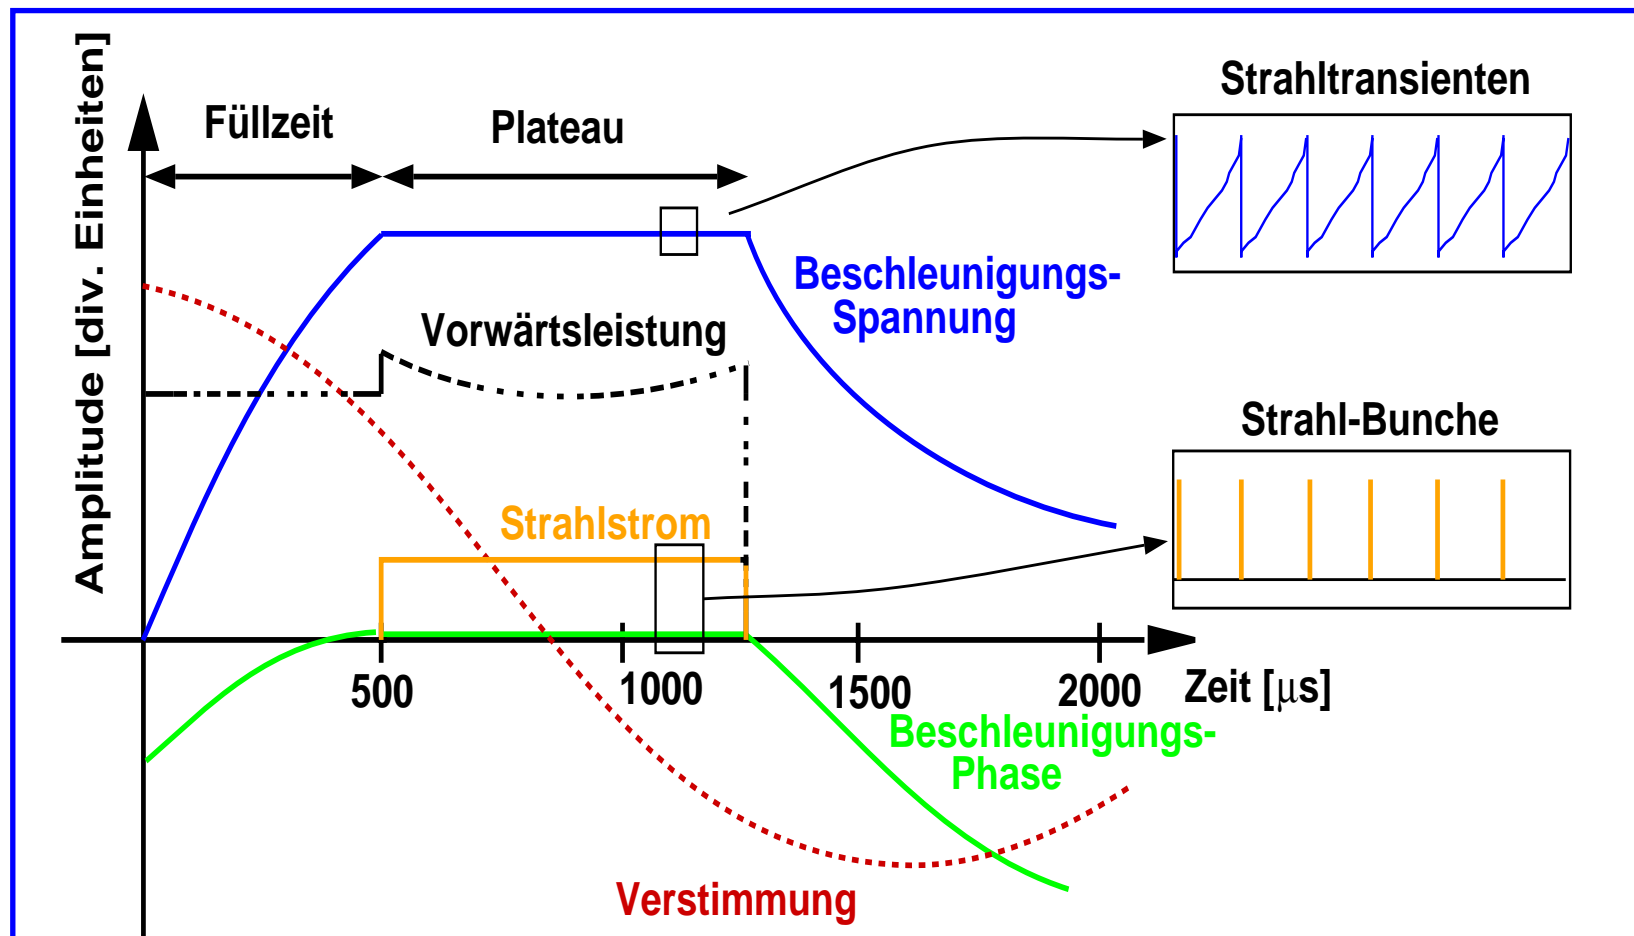 Amplitude [div. Einheiten]
Füllzeit
Plateau
Strahltransienten
Beschleunigungs-
Spannung
Vorwärtsleistung
Strahl-Bunche
Strahlstrom
500
1000
1500
2000
Zeit [μs]
Beschleunigungs-
Phase
Verstimmung